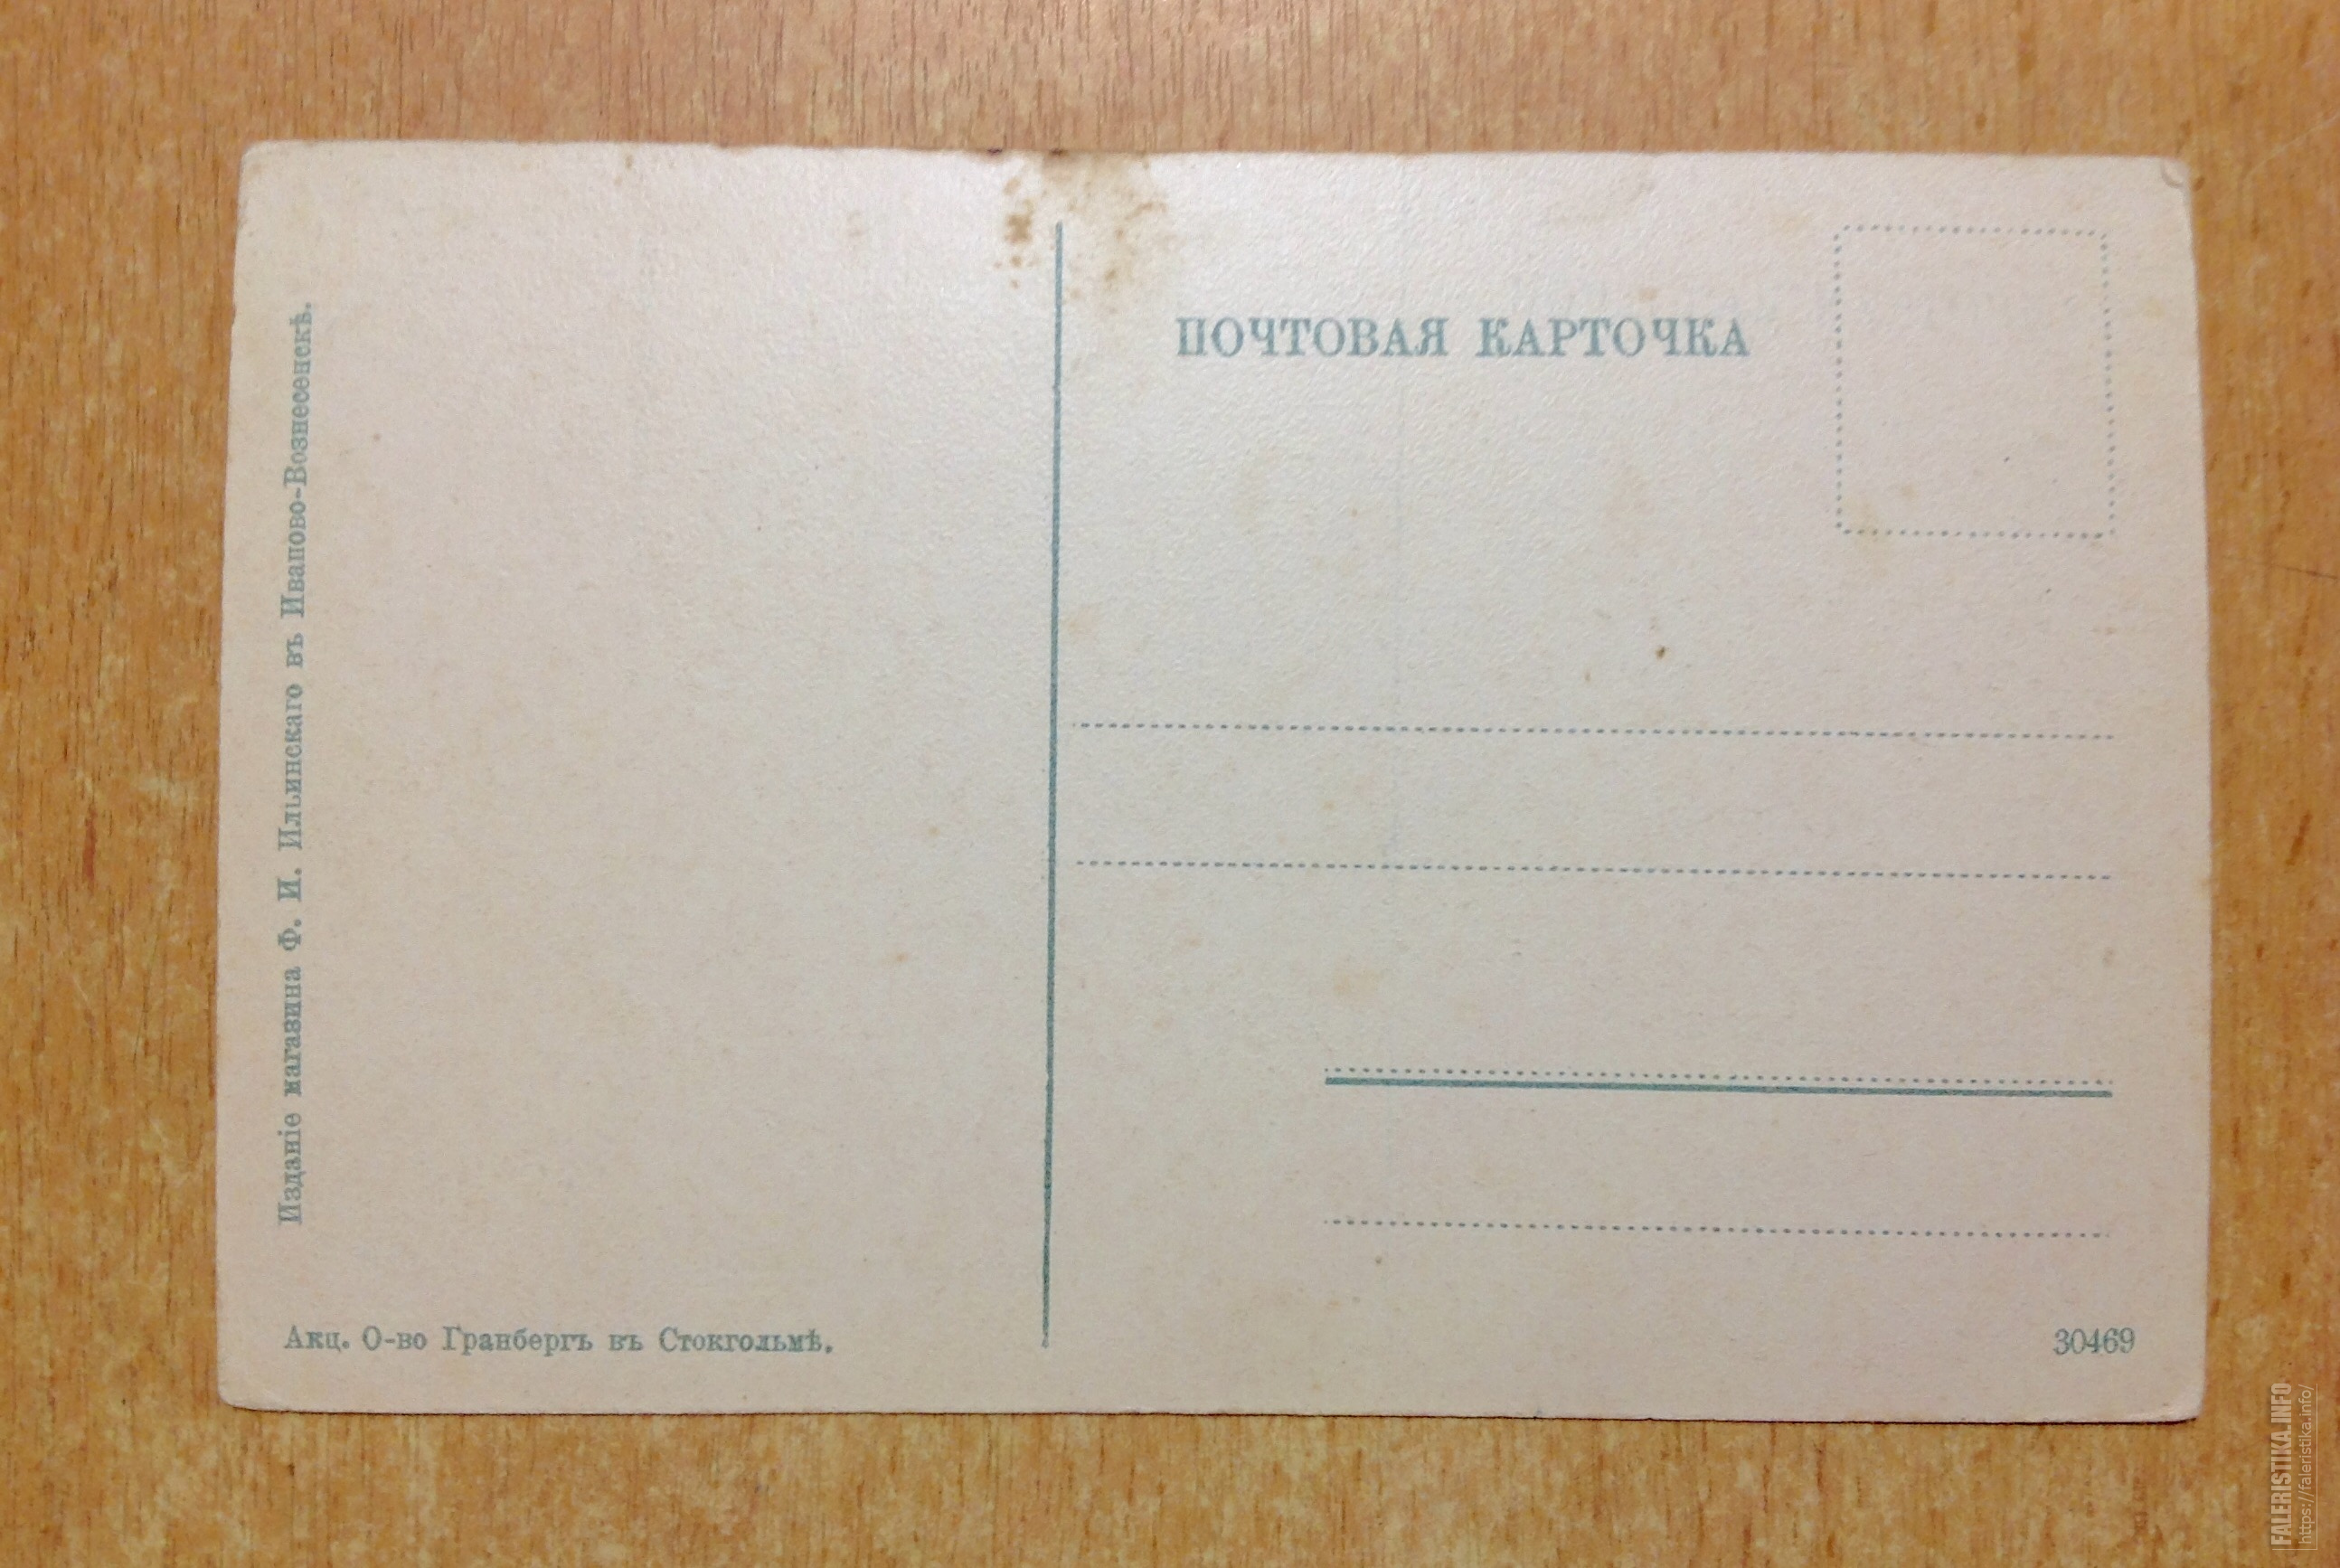 ПОЧТОВАЯ КАРТОЧКА
Изданіе магазина Ф. И. Ильинскаго въ Иваново-Вознесенскѣ.
Акц. О-во Гранбергъ въ Стокгольмѣ.
30469
FALERISTIKA.INFO
https://faleristika.info/